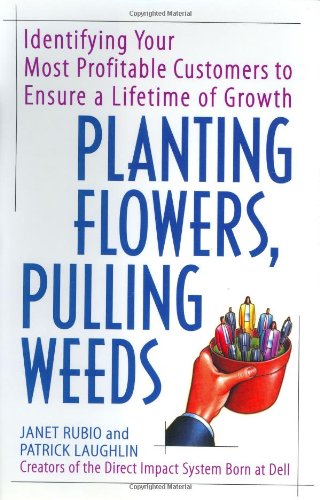 Identifying Your
Most Profitable Customers to
Ensure a Lifetime of Growth
PLANTING
FLOWERS,
PULLING
WEEDS
JANET RUBIO and
PATRICK LAUGHLIN
Creators of the Direct Impact System Born at Dell